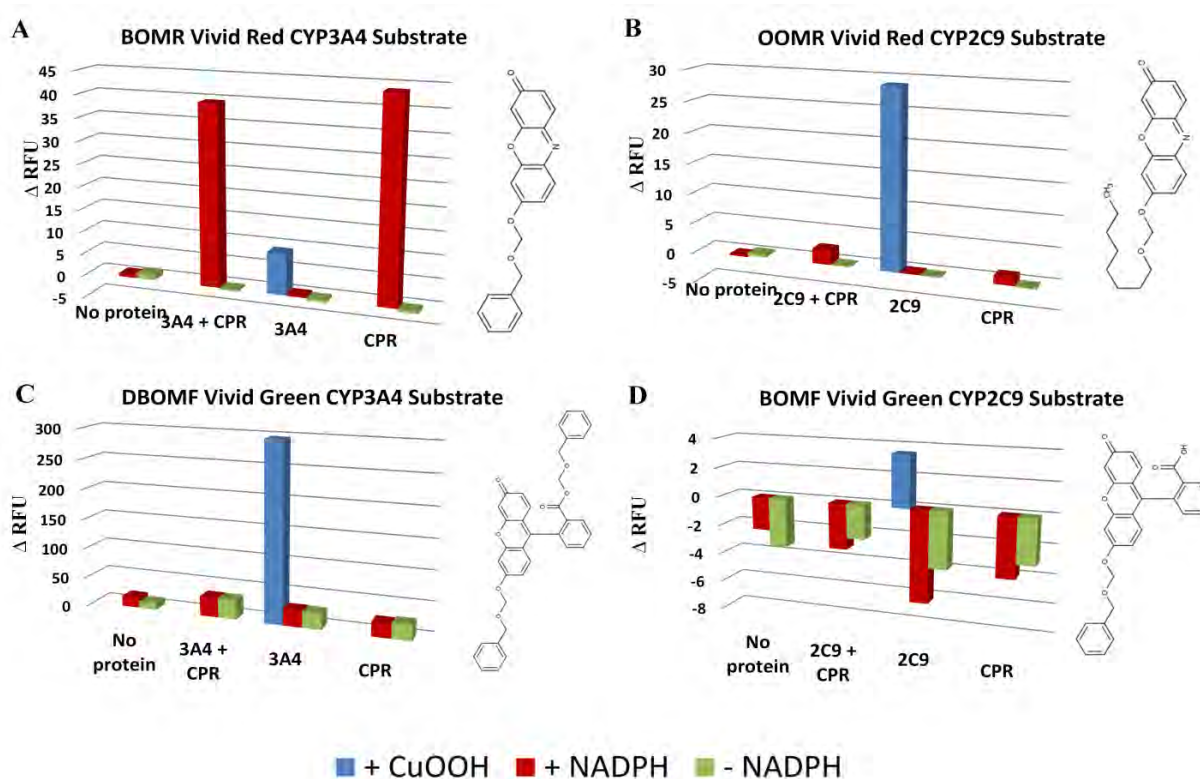 A
BOMR Vivid Red CYP3A4 Substrate
Δ RFU
45
40
35
30
25
20
15
10
5
0
-5
No protein
3A4 + CPR
3A4
CPR
O
O
N
O
O
B
OOMR Vivid Red CYP2C9 Substrate
Δ RFU
30
25
20
15
10
5
0
-5
No protein
2C9 + CPR
2C9
CPR
O
O
N
CH₃
O
O
C
DBOMF Vivid Green CYP3A4 Substrate
Δ RFU
300
250
200
150
100
50
0
No
protein
3A4 +
CPR
3A4
CPR
O
O
O
O
O
O
O
D
BOMF Vivid Green CYP2C9 Substrate
Δ RFU
4
2
0
-2
-4
-6
-8
No
protein
2C9 +
CPR
2C9
CPR
O
OH
O
O
O
O
+ CuOOH + NADPH - NADPH